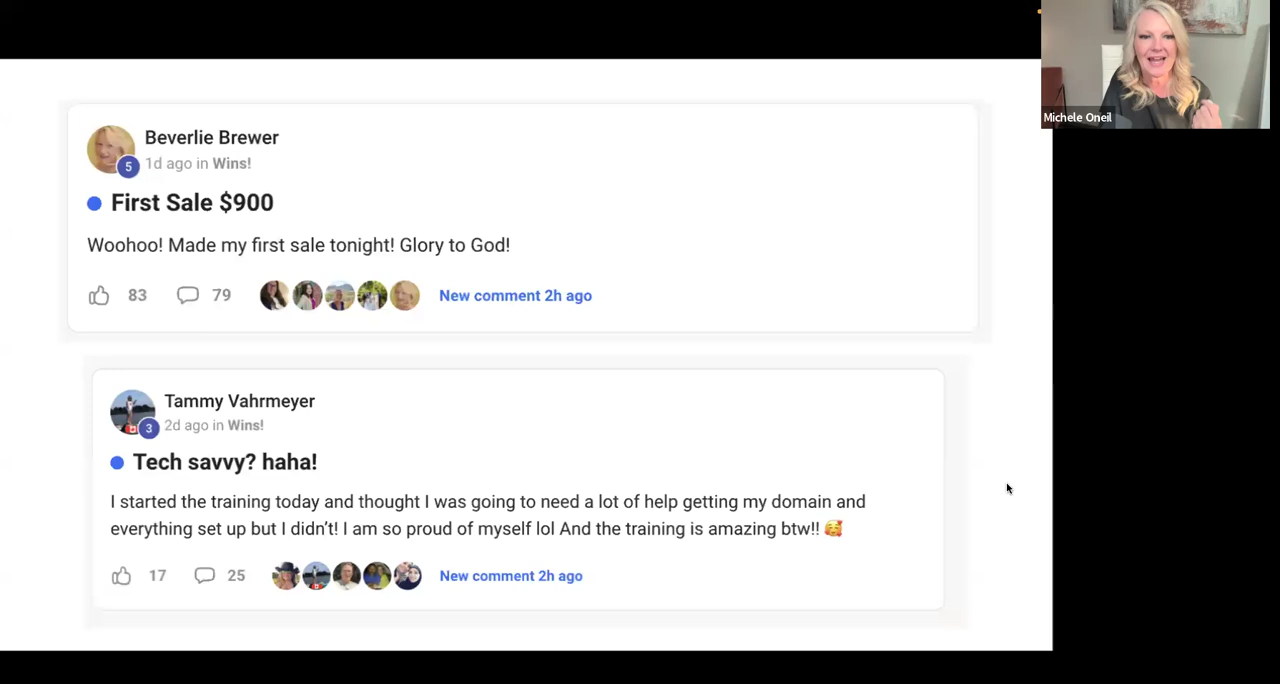 Michele Oneil
Beverlie Brewer
5
1d ago in Wins!
First Sale $900
Woohoo! Made my first sale tonight! Glory to God!
83
79
New comment 2h ago
Tammy Vahrmeyer
3
2d ago in Wins!
Tech savvy? haha!
I started the training today and thought I was going to need a lot of help getting my domain and
everything set up but I didn’t! I am so proud of myself lol And the training is amazing btw!! 🥰
17
25
New comment 2h ago